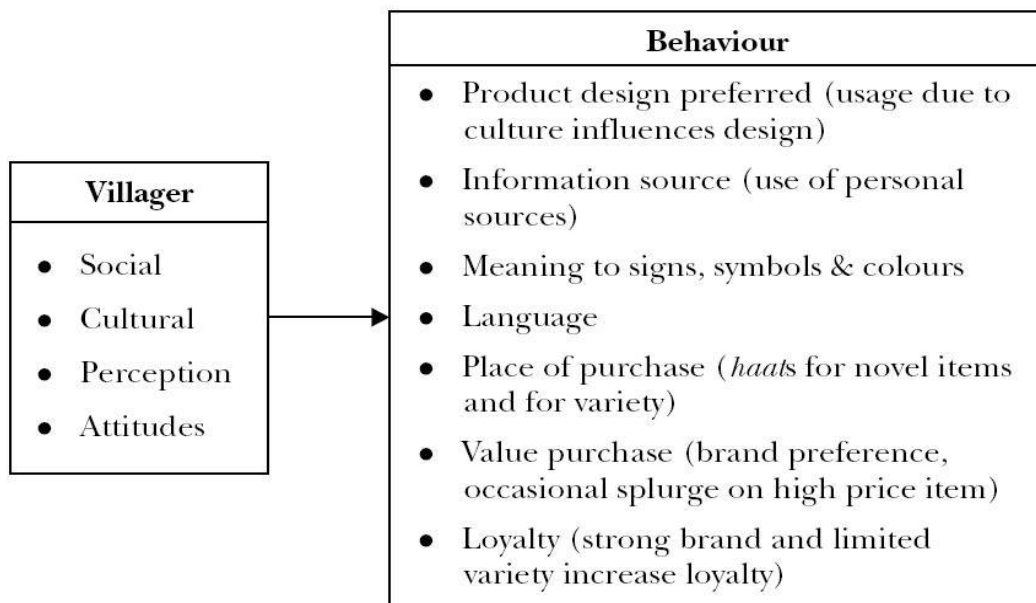 Villager
● Social
● Cultural
● Perception
● Attitudes
Behaviour
● Product design preferred (usage due to
culture influences design)
● Information source (use of personal
sources)
● Meaning to signs, symbols & colours
● Language
● Place of purchase (haats for novel items
and for variety)
● Value purchase (brand preference,
occasional splurge on high price item)
● Loyalty (strong brand and limited
variety increase loyalty)